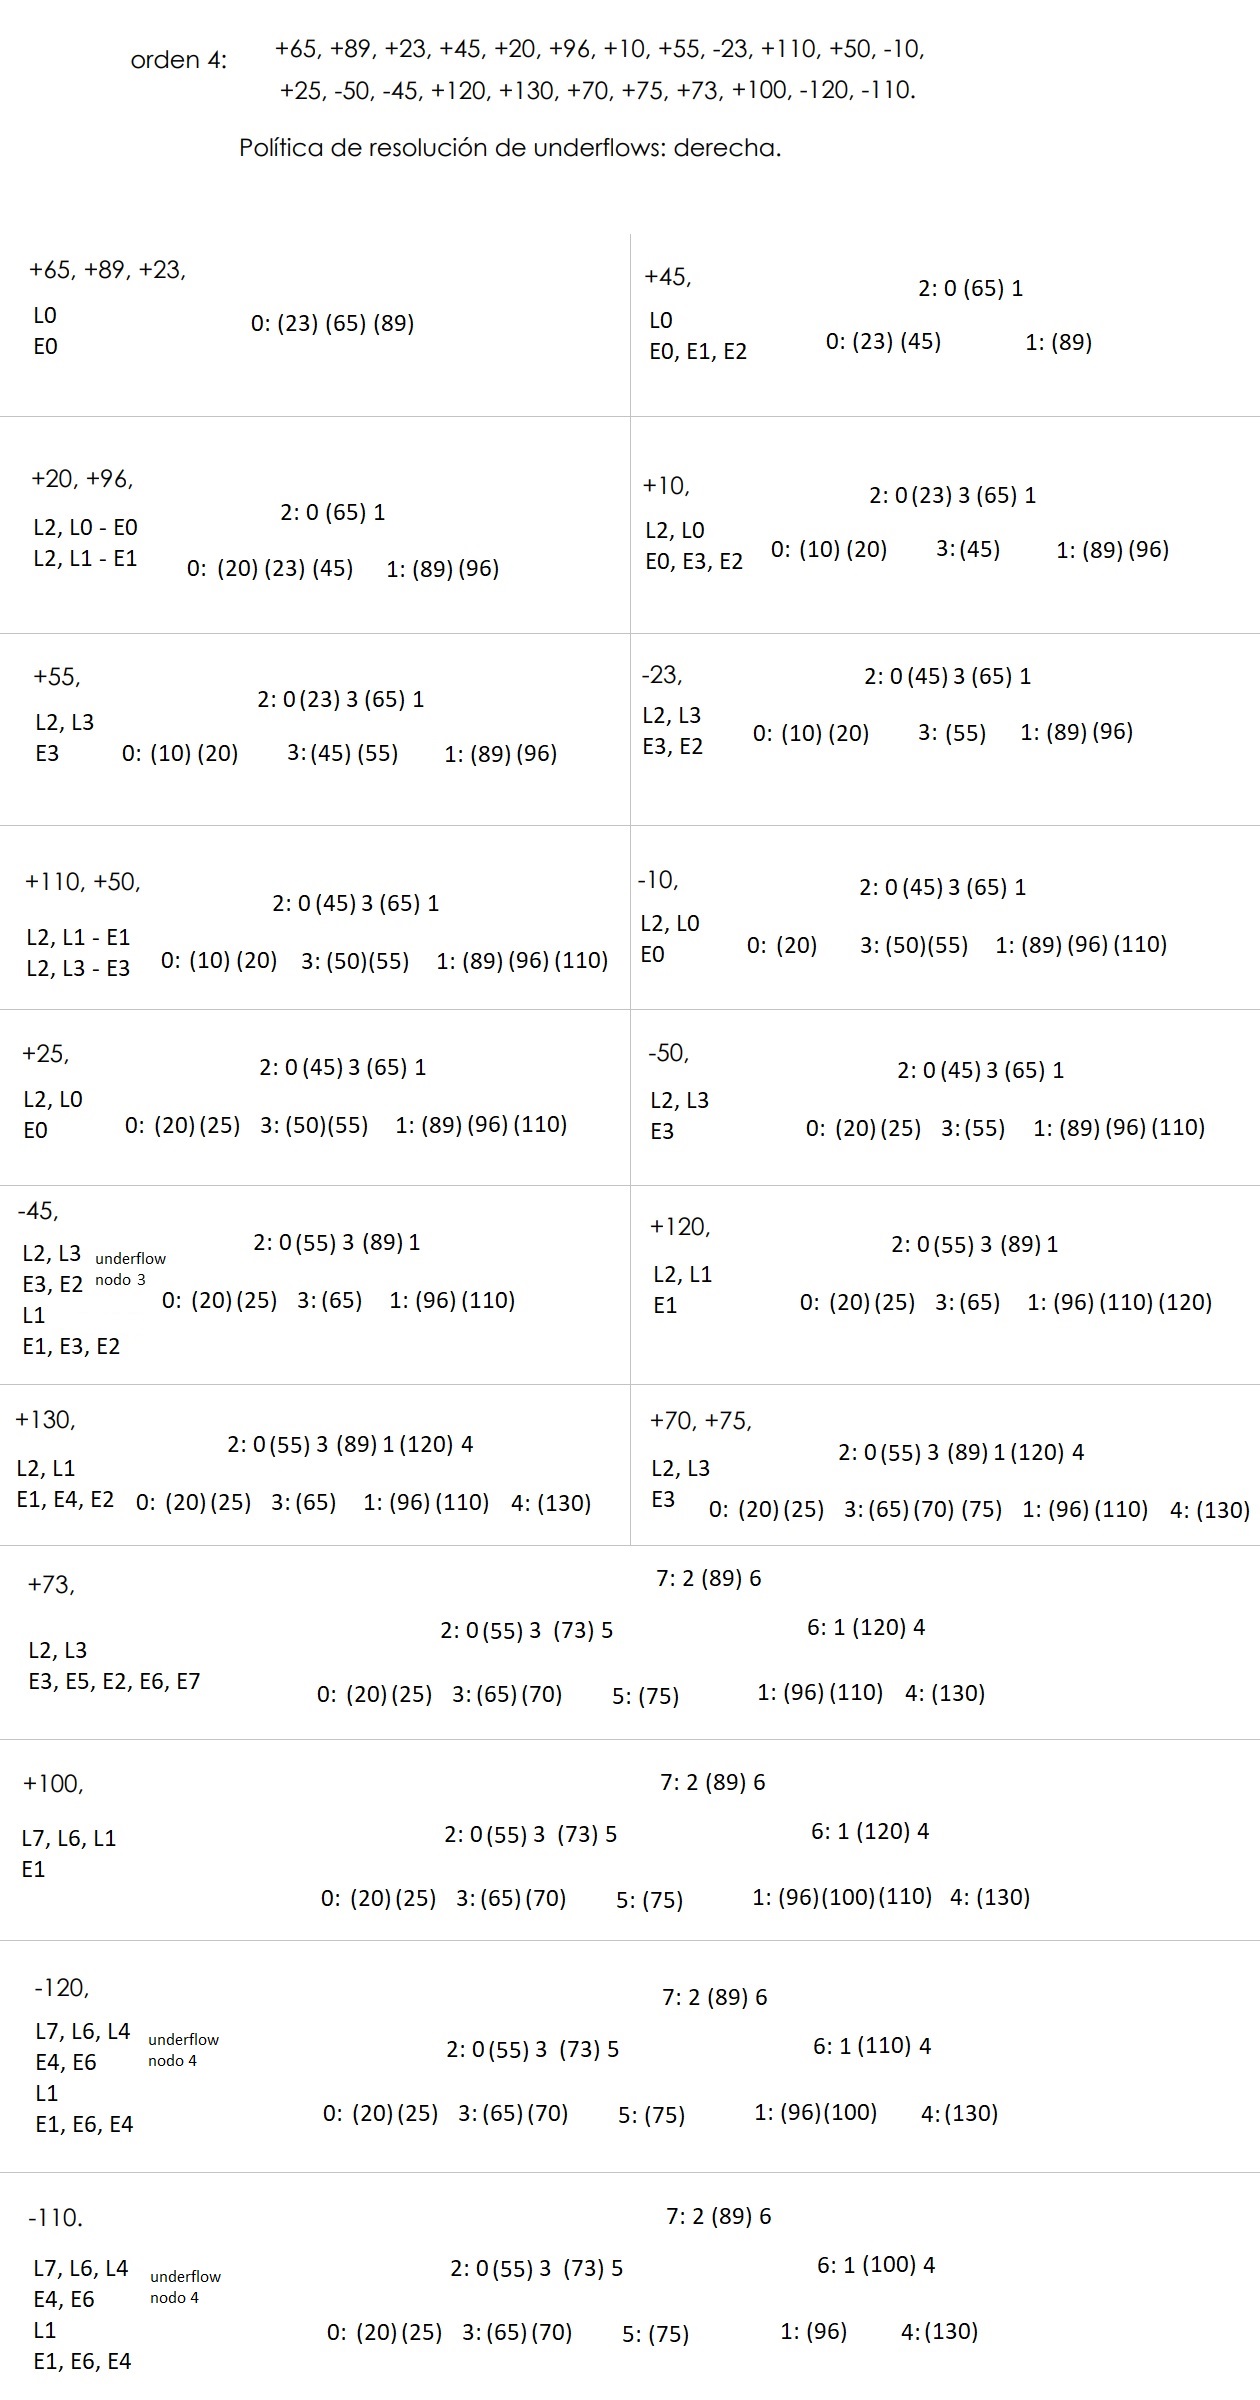 orden 4:
+65, +89, +23, +45, +20, +96, +10, +55, -23, +110, +50, -10,
+25, -50, -45, +120, +130, +70, +75, +73, +100, -120, -110.
Política de resolución de underflows: derecha.
+65, +89, +23,
L0
E0
0: (23) (65) (89)
+45,
L0
E0, E1, E2
2: 0 (65) 1
0: (23) (45) 1: (89)
+20, +96,
L2, L0 - E0
L2, L1 - E1
2: 0 (65) 1
0: (20) (23) (45) 1: (89) (96)
+10,
L2, L0
E0, E3, E2
2: 0 (23) 3 (65) 1
0: (10) (20) 3: (45) 1: (89) (96)
+55,
L2, L3
E3
2: 0 (23) 3 (65) 1
0: (10) (20) 3: (45) (55) 1: (89) (96)
-23,
L2, L3
E3, E2
2: 0 (45) 3 (65) 1
0: (10) (20) 3: (55) 1: (89) (96)
+110, +50,
L2, L1 - E1
L2, L3 - E3
2: 0 (45) 3 (65) 1
0: (10) (20) 3: (50)(55) 1: (89) (96) (110)
-10,
L2, L0
E0
2: 0 (45) 3 (65) 1
0: (20) 3: (50)(55) 1: (89) (96) (110)
+25,
L2, L0
E0
2: 0 (45) 3 (65) 1
0: (20) (25) 3: (50)(55) 1: (89) (96) (110)
-50,
L2, L3
E3
2: 0 (45) 3 (65) 1
0: (20) (25) 3: (55) 1: (89) (96) (110)
-45,
L2, L3
E3, E2
L1
E1, E3, E2
underflow
nodo 3
2: 0 (55) 3 (89) 1
0: (20) (25) 3: (65) 1: (96) (110)
+120,
L2, L1
E1
2: 0 (55) 3 (89) 1
0: (20) (25) 3: (65) 1: (96) (110) (120)
+130,
L2, L1
E1, E4, E2
2: 0 (55) 3 (89) 1 (120) 4
0: (20) (25) 3: (65) 1: (96) (110) 4: (130)
+70, +75,
L2, L3
E3
2: 0 (55) 3 (89) 1 (120) 4
0: (20) (25) 3: (65) (70) (75) 1: (96) (110) 4: (130)
+73,
L2, L3
E3, E5, E2, E6, E7
7: 2 (89) 6
2: 0 (55) 3 (73) 5 6: 1 (120) 4
0: (20) (25) 3: (65) (70) 5: (75) 1: (96) (110) 4: (130)
+100,
L7, L6, L1
E1
7: 2 (89) 6
2: 0 (55) 3 (73) 5 6: 1 (120) 4
0: (20) (25) 3: (65) (70) 5: (75) 1: (96) (100) (110) 4: (130)
-120,
L7, L6, L4
E4, E6
L1
E1, E6, E4
underflow
nodo 4
7: 2 (89) 6
2: 0 (55) 3 (73) 5 6: 1 (110) 4
0: (20) (25) 3: (65) (70) 5: (75) 1: (96) (100) 4: (130)
-110.
L7, L6, L4
E4, E6
L1
E1, E6, E4
underflow
nodo 4
7: 2 (89) 6
2: 0 (55) 3 (73) 5 6: 1 (100) 4
0: (20) (25) 3: (65) (70) 5: (75) 1: (96) 4: (130)